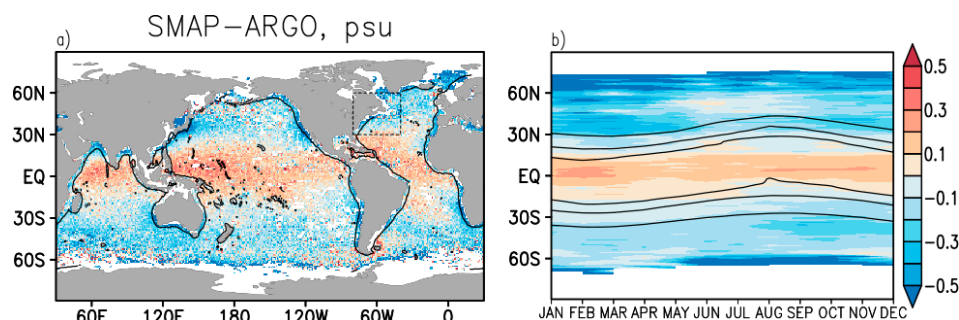 SMAP-ARGO, psu
a)
b)
60N
30N
EQ
30S
60S
60E 120E 180 120W 60W 0
60N
30N
EQ
30S
60S
JAN FEB MAR APR MAY JUN JUL AUG SEP OCT NOV DEC
0.5
0.3
0.1
-0.1
-0.3
-0.5